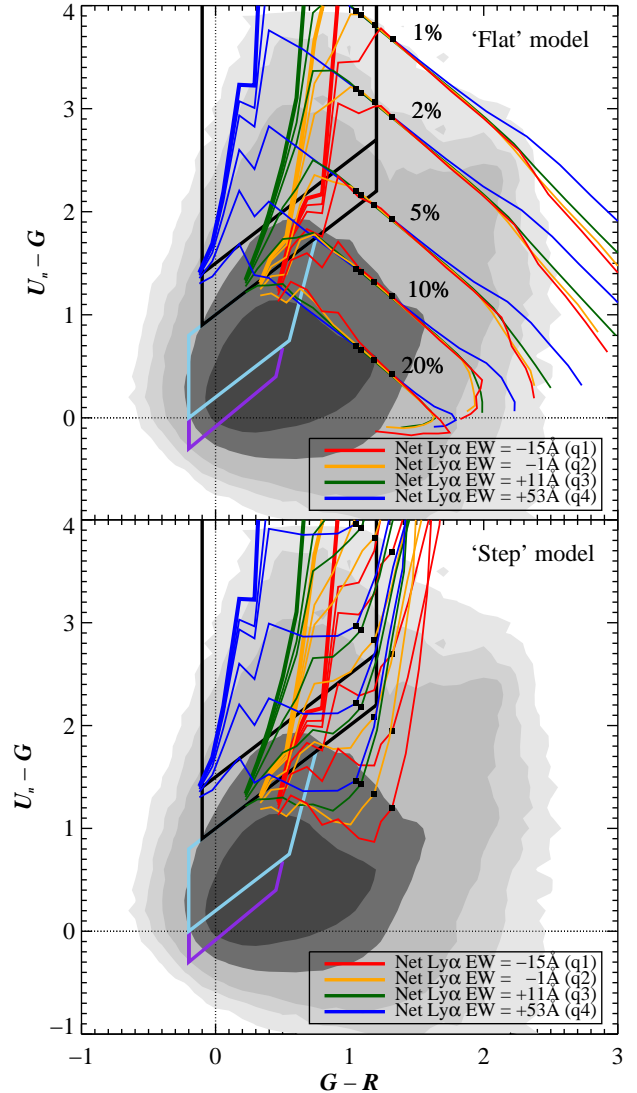 4
1%
'Flat' model
3
2%
Uₙ – G
2
5%
10%
1
20%
0
Net Lyα EW = −15Å (q1)
Net Lyα EW = −1Å (q2)
Net Lyα EW = +11Å (q3)
Net Lyα EW = +53Å (q4)
4
'Step' model
3
Uₙ – G
2
1
0
Net Lyα EW = −15Å (q1)
Net Lyα EW = −1Å (q2)
Net Lyα EW = +11Å (q3)
Net Lyα EW = +53Å (q4)
−1
−1 0 1 2 3
G – R